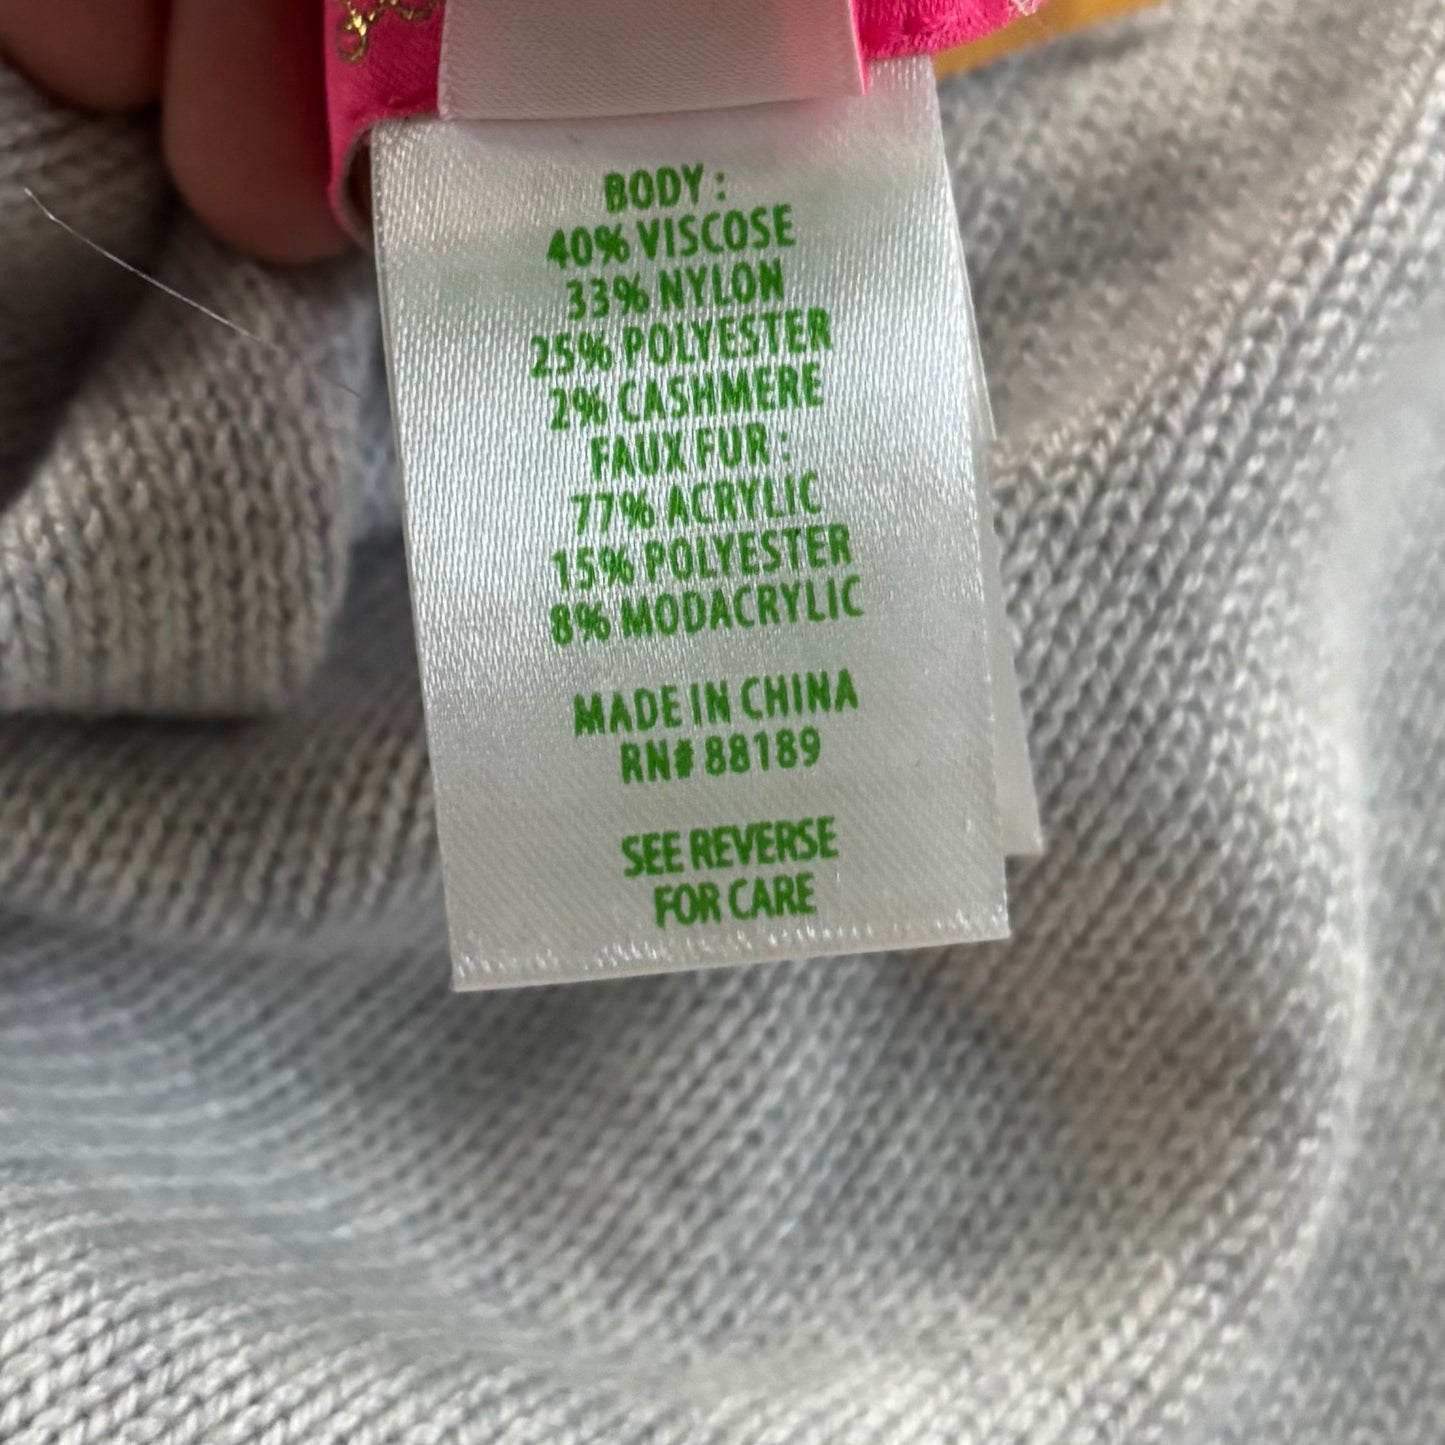 BODY :
40% VISCOSE
33% NYLON
25% POLYESTER
2% CASHMERE
FAUX FUR :
77% ACRYLIC
15% POLYESTER
8% MODACRYLIC
MADE IN CHINA
RN# 88189
SEE REVERSE
FOR CARE